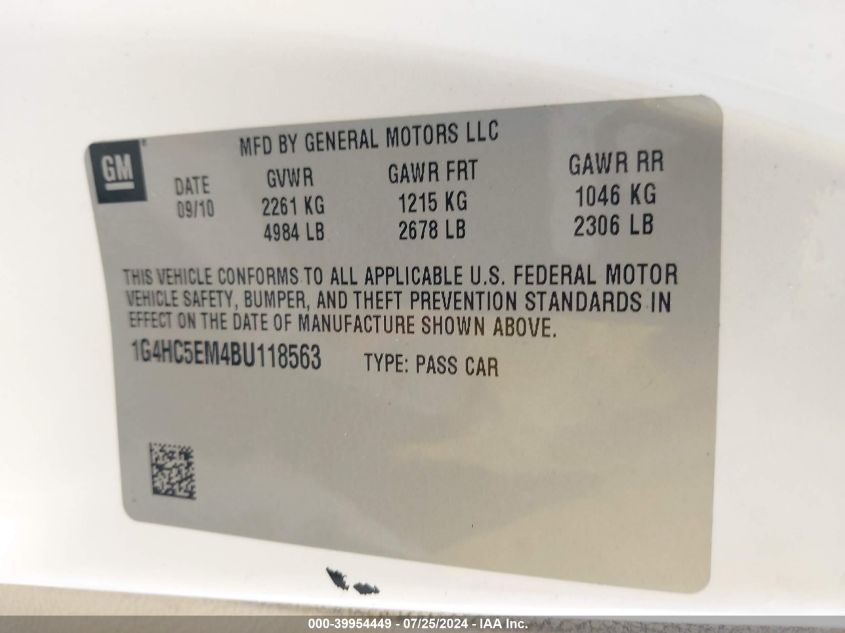 GM
MFD BY GENERAL MOTORS LLC
DATE GVWR GAWR FRT GAWR RR
09/10 2261 KG 1215 KG 1046 KG
4984 LB 2678 LB 2306 LB
THIS VEHICLE CONFORMS TO ALL APPLICABLE U.S. FEDERAL MOTOR
VEHICLE SAFETY, BUMPER, AND THEFT PREVENTION STANDARDS IN
EFFECT ON THE DATE OF MANUFACTURE SHOWN ABOVE.
1G4HC5EM4BU118563 TYPE: PASS CAR
000-39954449 - 07/25/2024 - IAA Inc.